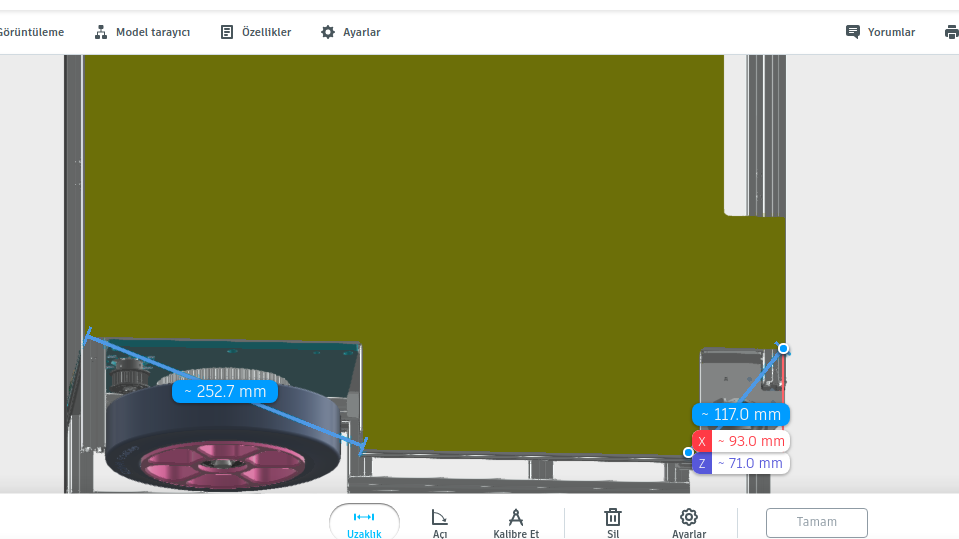 Görüntüleme Model tarayıcı Özellikler Ayarlar Yorumlar
~ 252.7 mm
~ 117.0 mm
X ~ 93.0 mm
Z ~ 71.0 mm
Uzaklık Açı Kalibre Et Sil Ayarlar Tamam